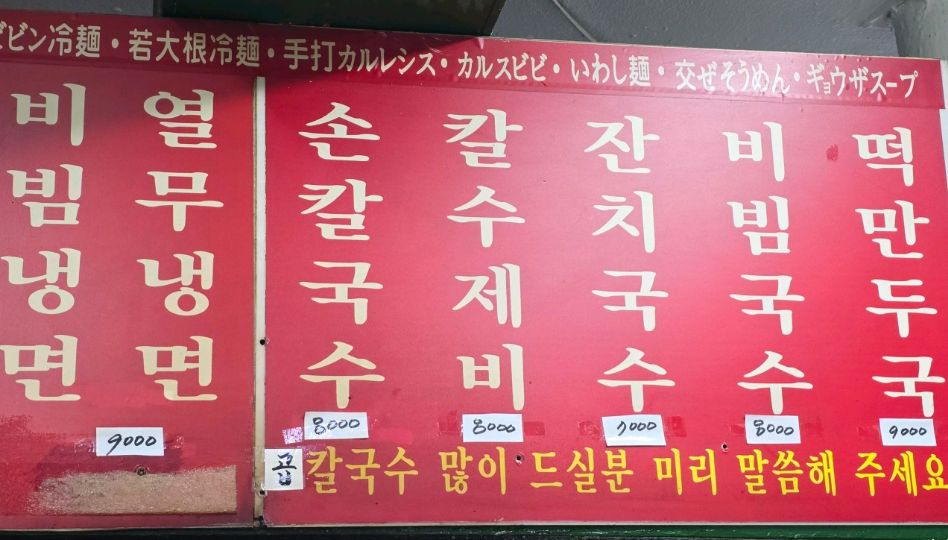 ビビン冷麺・若大根冷麺・手打カルレシス・カルスビビ・いわし麺・交ぜそうめん・ギョウザスープ
비빔냉면
열무냉면
9000
손칼국수
8000
칼수제비
8000
잔치국수
7000
비빔국수
8000
떡만두국
9000
곱 칼국수 많이 드실분 미리 말씀해 주세요